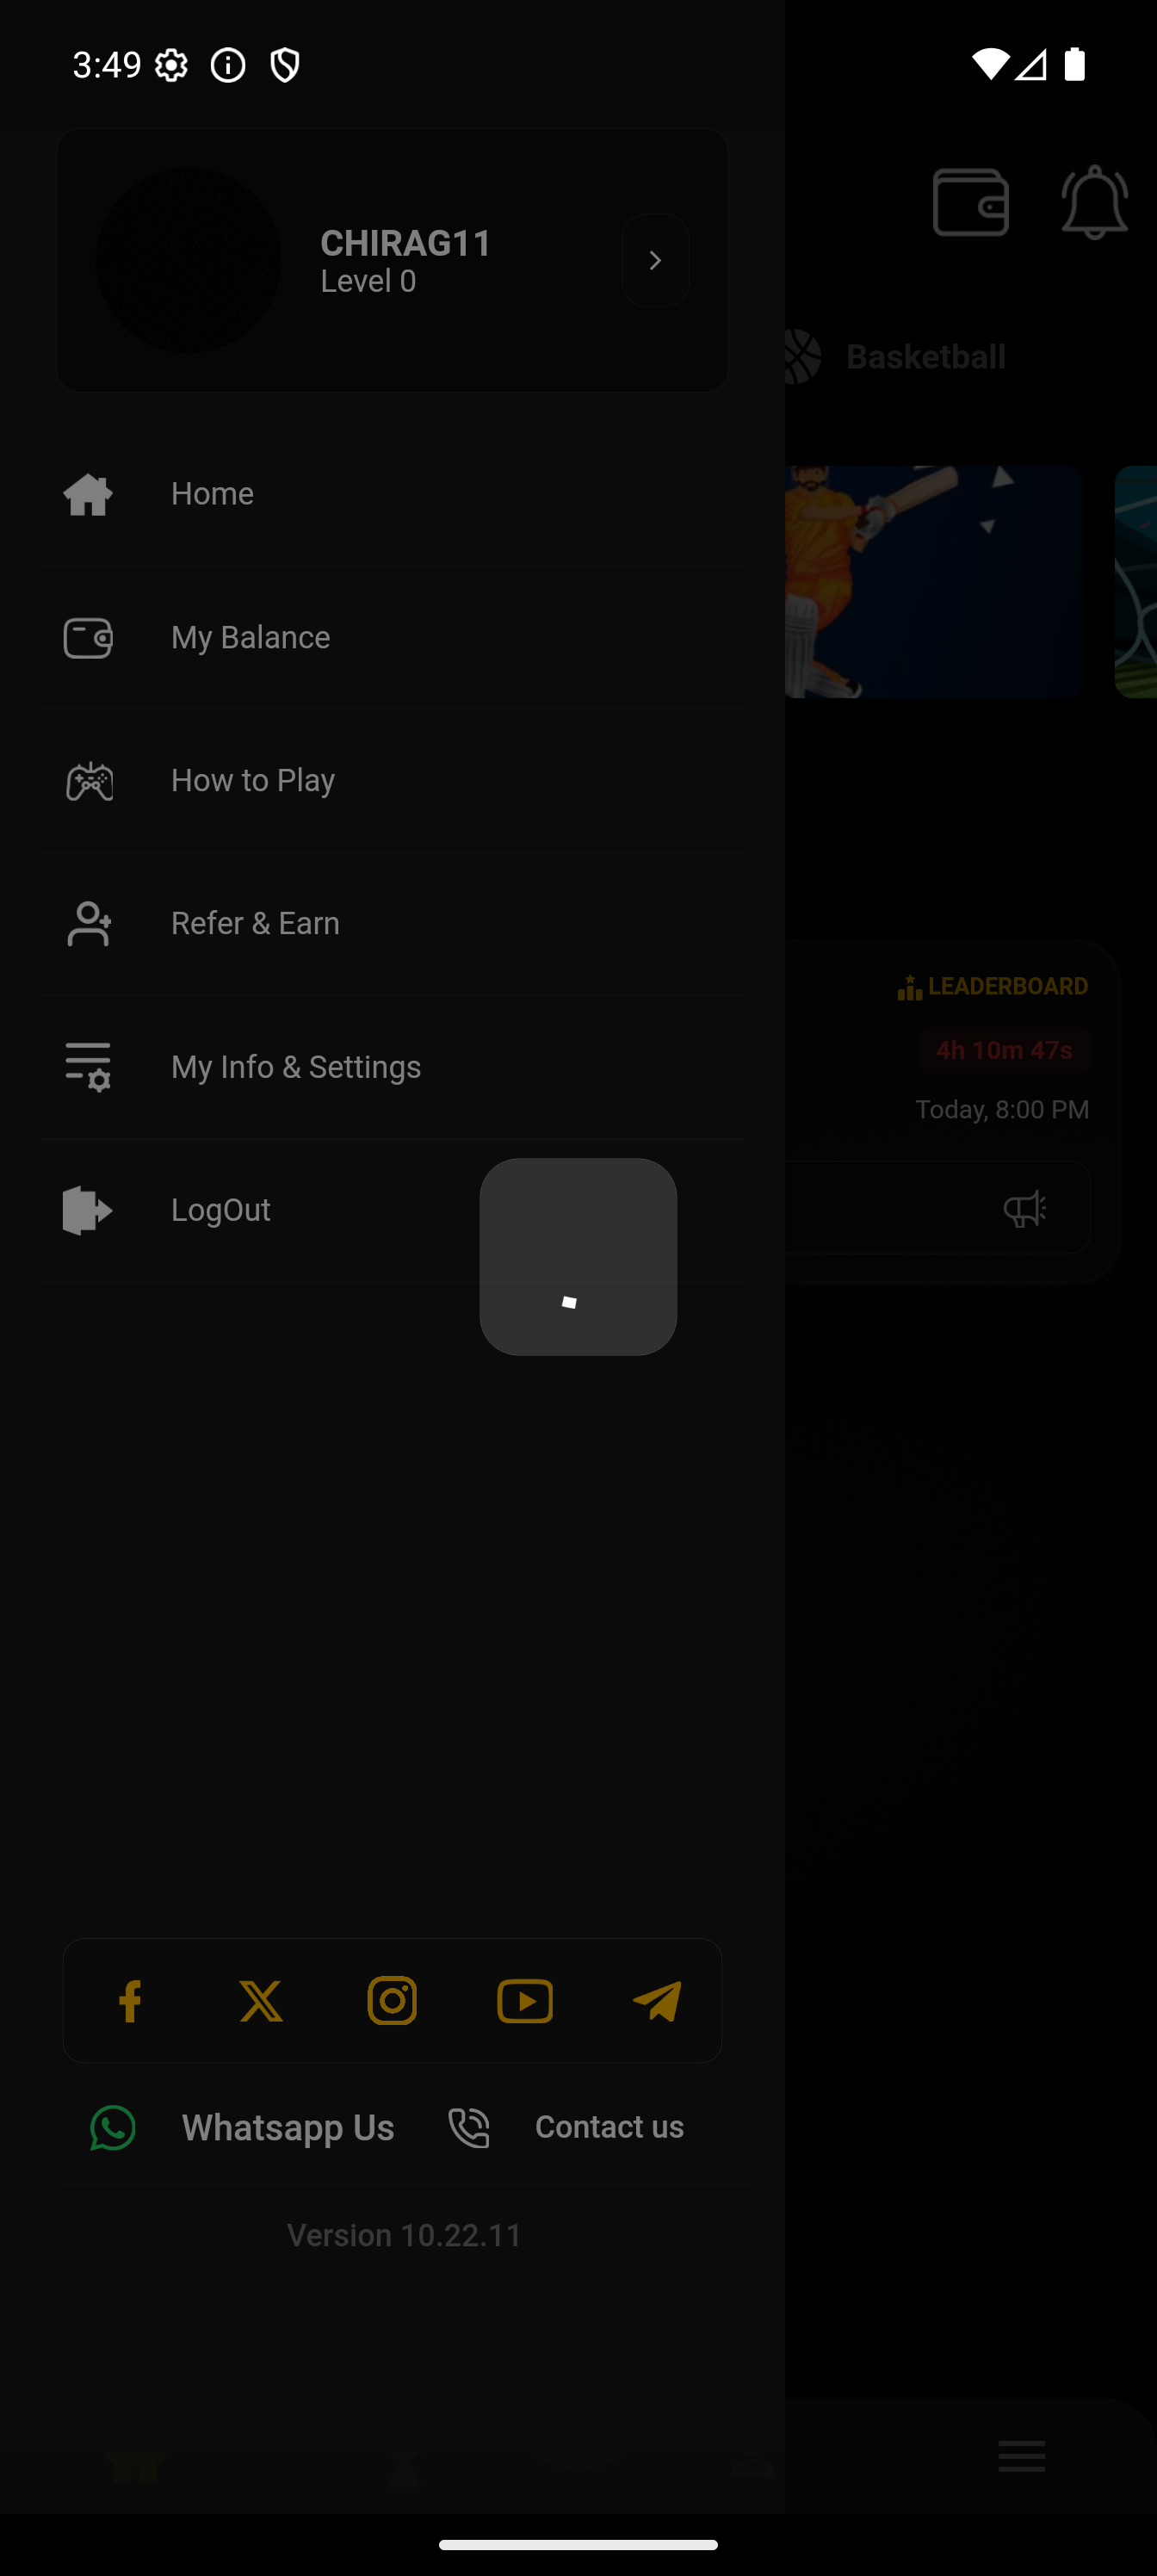 3:49
CHIRAG11
Level 0
Basketball
Home
My Balance
How to Play
Refer & Earn
LEADERBOARD
4h 10m 47s
My Info & Settings
Today, 8:00 PM
LogOut
Whatsapp Us
Contact us
Version 10.22.11